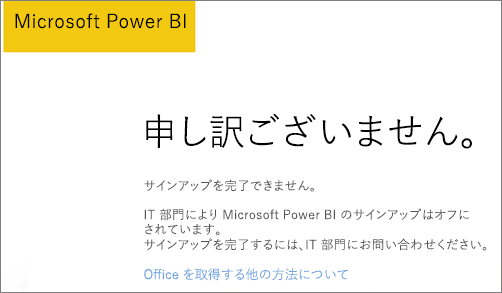 Microsoft Power BI
申し訳ございません。
サインアップを完了できません。
IT 部門により Microsoft Power BI のサインアップはオフに
されています。
サインアップを完了するには、IT 部門にお問い合わせください。
Office を取得する他の方法について